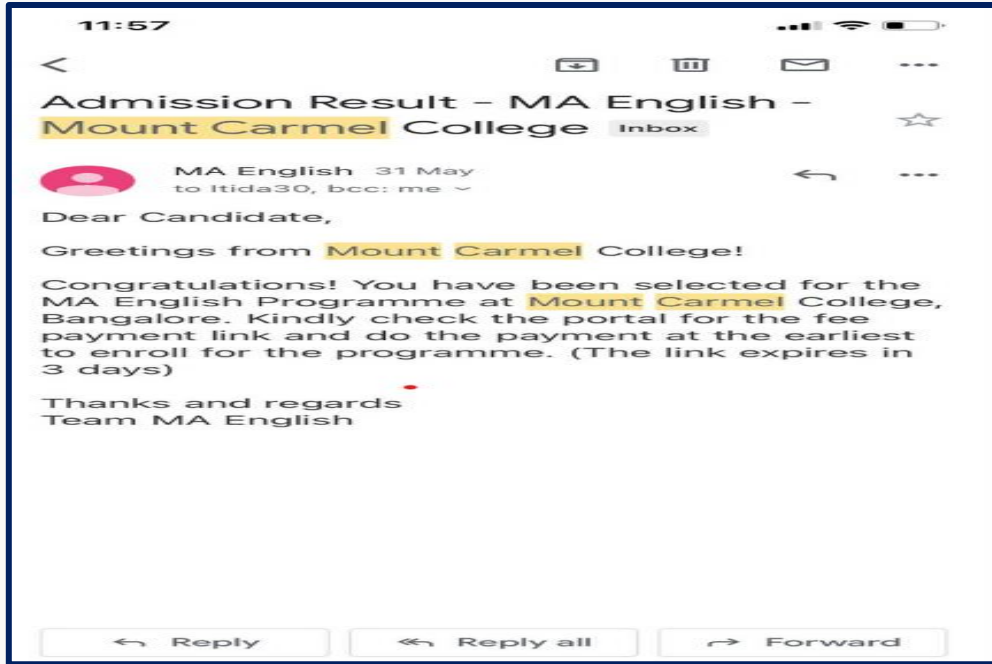 11:57
Admission Result - MA English -
Mount Carmel College Inbox
MA English 31 May
to ltida30, bcc: me
Dear Candidate,
Greetings from Mount Carmel College!
Congratulations! You have been selected for the
MA English Programme at Mount Carmel College,
Bangalore. Kindly check the portal for the fee
payment link and do the payment at the earliest
to enroll for the programme. (The link expires in
3 days)
Thanks and regards
Team MA English
Reply Reply all Forward